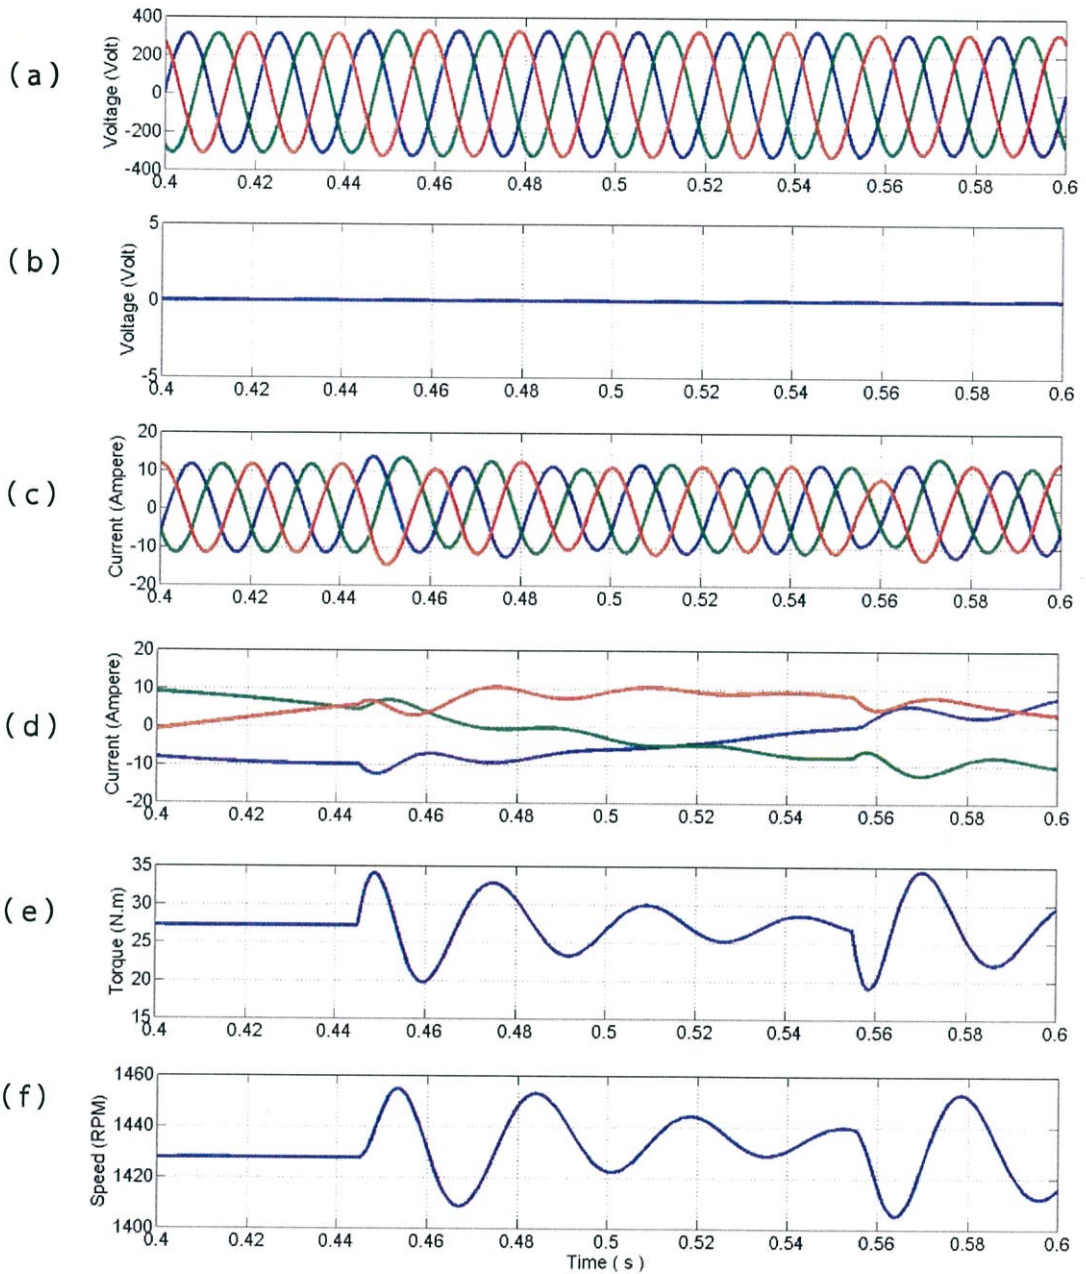 (a)
Voltage (Volt)
400
200
0
-200
-400
0.4 0.42 0.44 0.46 0.48 0.5 0.52 0.54 0.56 0.58 0.6
(b)
Voltage (Volt)
5
0
-5
0.4 0.42 0.44 0.46 0.48 0.5 0.52 0.54 0.56 0.58 0.6
(c)
Current (Ampere)
20
10
0
-10
-20
0.4 0.42 0.44 0.46 0.48 0.5 0.52 0.54 0.56 0.58 0.6
(d)
Current (Ampere)
20
10
0
-10
-20
0.4 0.42 0.44 0.46 0.48 0.5 0.52 0.54 0.56 0.58 0.6
(e)
Torque (N.m)
35
30
25
20
15
0.4 0.42 0.44 0.46 0.48 0.5 0.52 0.54 0.56 0.58 0.6
(f)
Speed (RPM)
1460
1440
1420
1400
0.4 0.42 0.44 0.46 0.48 0.5 0.52 0.54 0.56 0.58 0.6
Time ( s )